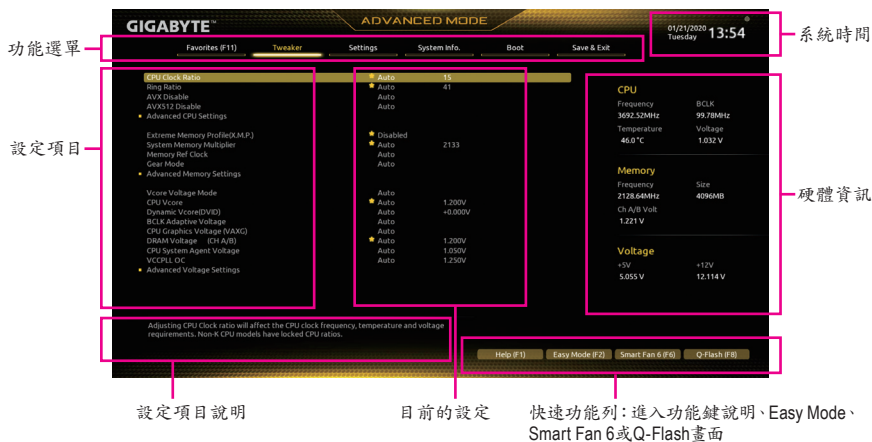 GIGABYTE™
ADVANCED MODE
01/21/2020
Tuesday
13:54
系統時間
功能選單
Favorites (F11) Tweaker Settings System Info. Boot Save & Exit
設定項目
CPU Clock Ratio Auto 15
Ring Ratio Auto 41
AVX Disable Auto
AVX512 Disable Auto
Advanced CPU Settings
Extreme Memory Profile(X.M.P.) Disabled
System Memory Multiplier Auto 2133
Memory Ref Clock Auto
Gear Mode Auto
Advanced Memory Settings
Vcore Voltage Mode Auto
CPU Vcore Auto 1.200V
Dynamic Vcore(DVID) Auto +0.000V
BCLK Adaptive Voltage Auto
CPU Graphics Voltage (VAXG) Auto
DRAM Voltage (CH A/B) Auto 1.200V
CPU System Agent Voltage Auto 1.050V
VCCPLL OC Auto 1.250V
Advanced Voltage Settings
CPU
Frequency BCLK
3692.52MHz 99.78MHz
Temperature Voltage
46.0 °C 1.032 V
Memory
Frequency Size
2128.64MHz 4096MB
Ch A/B Volt
1.221 V
Voltage
+5V +12V
5.055 V 12.114 V
硬體資訊
Adjusting CPU Clock ratio will affect the CPU clock frequency, temperature and voltage
requirements. Non-K CPU models have locked CPU ratios.
Help (F1) Easy Mode (F2) Smart Fan 6 (F6) Q-Flash (F8)
設定項目說明
目前的設定
快速功能列：進入功能鍵說明、Easy Mode、
Smart Fan 6或Q-Flash畫面